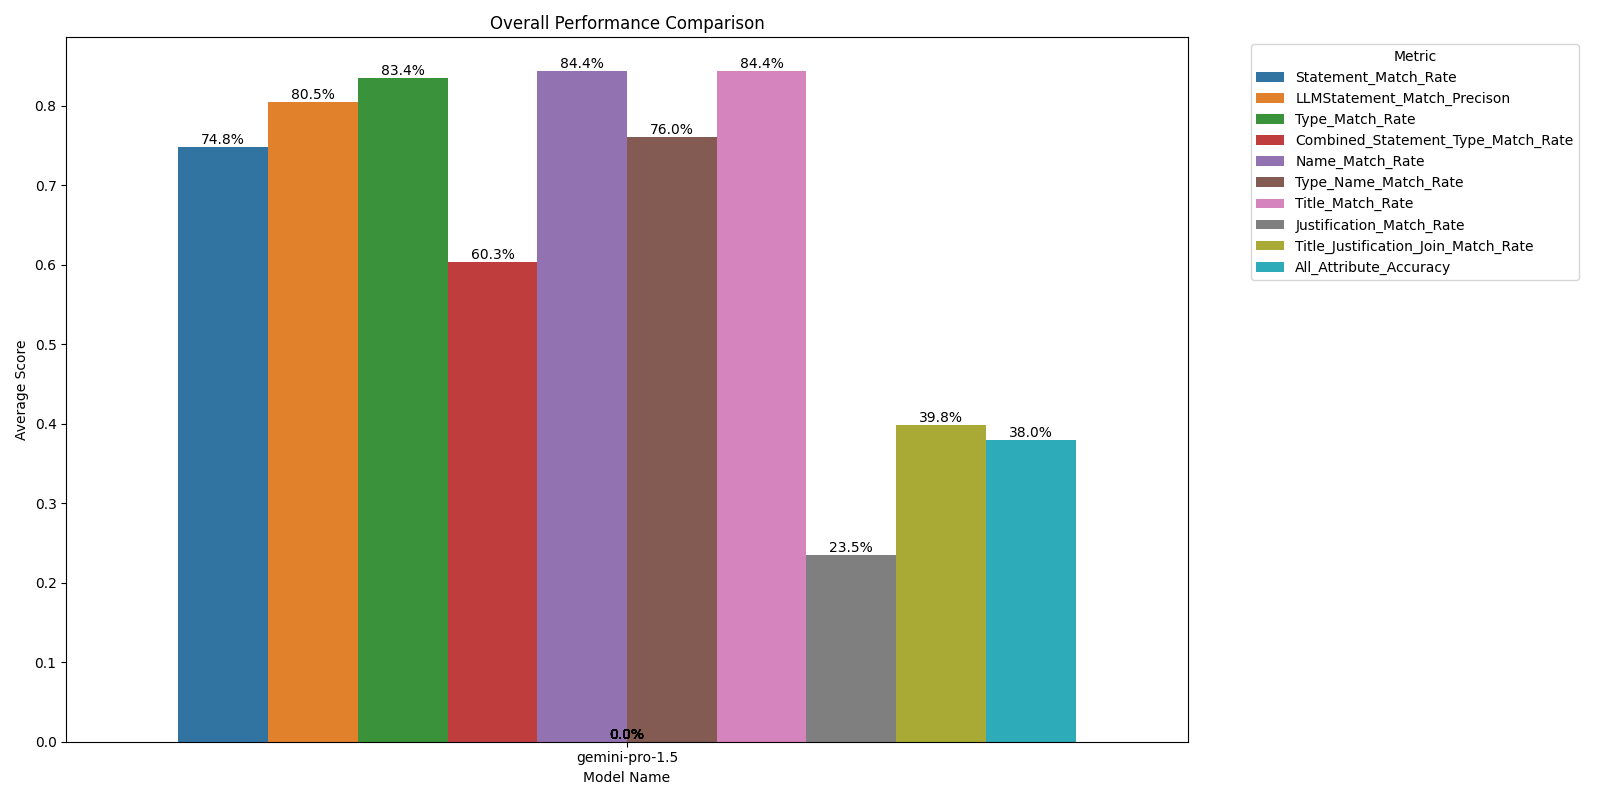 Overall Performance Comparison
Average Score
0.8
0.7
0.6
0.5
0.4
0.3
0.2
0.1
0.0
74.8%
80.5%
83.4%
60.3%
84.4%
76.0%
84.4%
23.5%
39.8%
38.0%
0.0%
gemini-pro-1.5
Model Name
Metric
Statement_Match_Rate
LLMStatement_Match_Precison
Type_Match_Rate
Combined_Statement_Type_Match_Rate
Name_Match_Rate
Type_Name_Match_Rate
Title_Match_Rate
Justification_Match_Rate
Title_Justification_Join_Match_Rate
All_Attribute_Accuracy